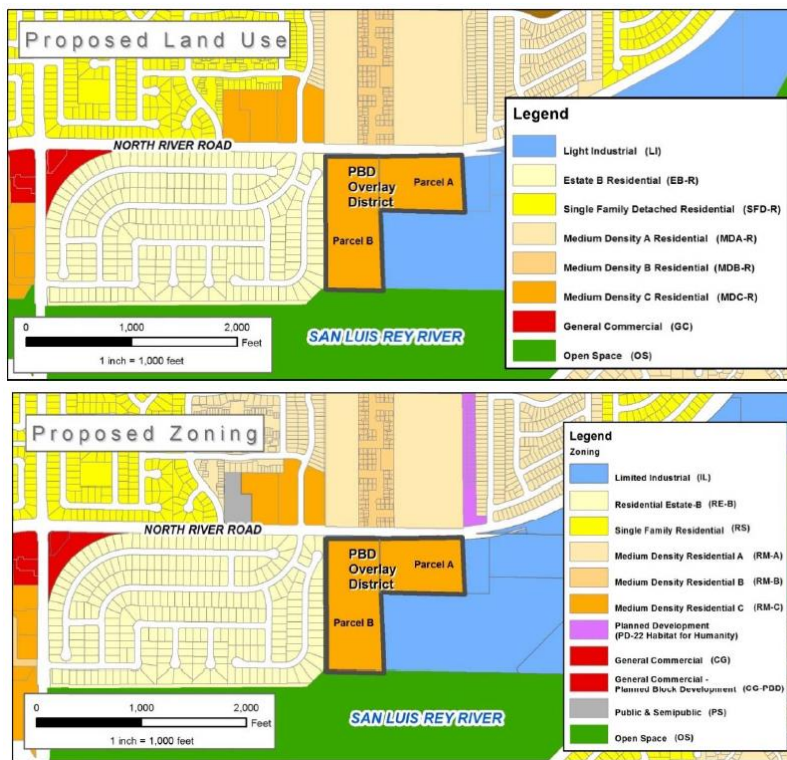 Proposed Land Use
NORTH RIVER ROAD
PBD
Overlay
District
Parcel A
Parcel B
SAN LUIS REY RIVER
0 1,000 2,000
Feet
1 inch = 1,000 feet
Legend
Light Industrial (LI)
Estate B Residential (EB-R)
Single Family Detached Residential (SFD-R)
Medium Density A Residential (MDA-R)
Medium Density B Residential (MDB-R)
Medium Density C Residential (MDC-R)
General Commercial (GC)
Open Space (OS)
Proposed Zoning
NORTH RIVER ROAD
PBD
Overlay
District
Parcel A
Parcel B
SAN LUIS REY RIVER
0 1,000 2,000
Feet
1 inch = 1,000 feet
Legend
Zoning
Limited Industrial (IL)
Residential Estate-B (RE-B)
Single Family Residential (RS)
Medium Density Residential A (RM-A)
Medium Density Residential B (RM-B)
Medium Density Residential C (RM-C)
Planned Development
(PD-22 Habitat for Humanity)
General Commercial (CG)
General Commercial -
Planned Block Development (CG-PBD)
Public & Semipublic (PS)
Open Space (OS)